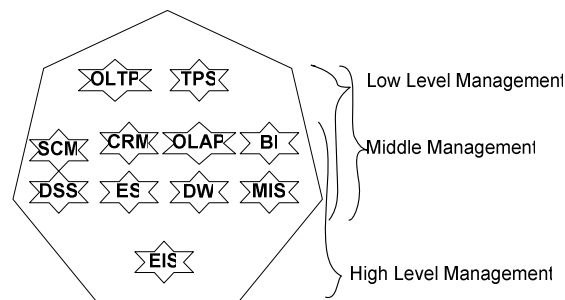 OLTP TPS
Low Level Management
SCM CRM OLAP BI
Middle Management
DSS ES DW MIS
EIS
High Level Management